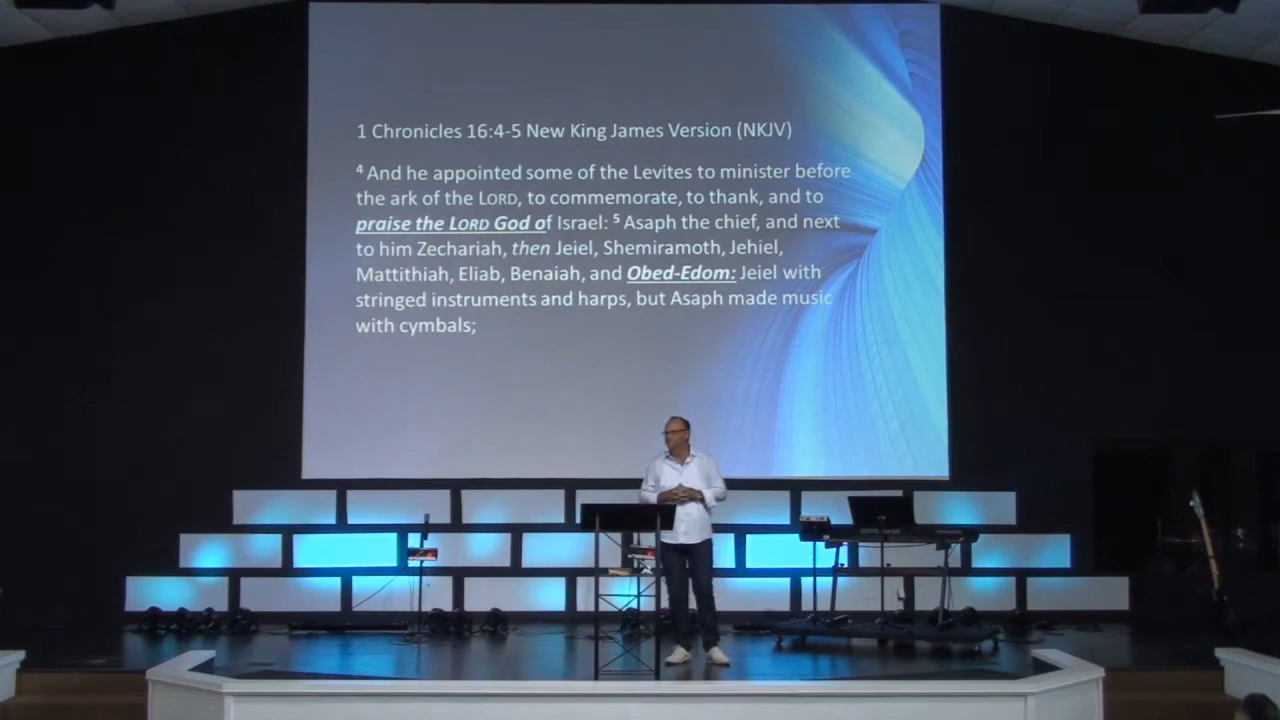 1 Chronicles 16:4-5 New King James Version (NKJV)
4 And he appointed some of the Levites to minister before
the ark of the LORD, to commemorate, to thank, and to
praise the LORD God of Israel: 5 Asaph the chief, and next
to him Zechariah, then Jeiel, Shemiramoth, Jehiel,
Mattithiah, Eliab, Benaiah, and Obed-Edom: Jeiel with
stringed instruments and harps, but Asaph made music
with cymbals;